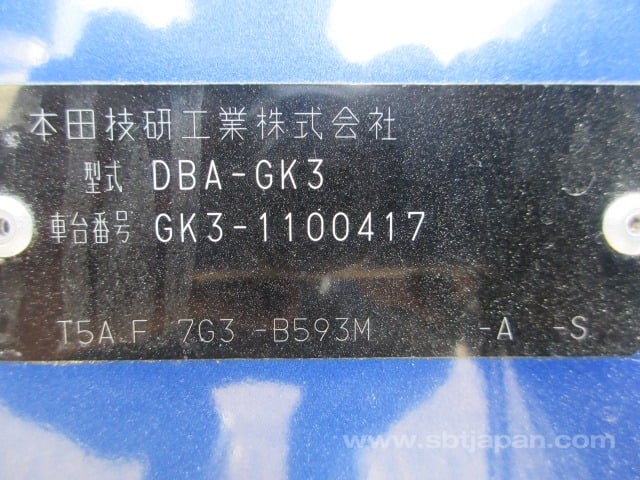 本田技研工業株式会社
型式 DBA-GK3
車台番号 GK3-1100417
T5A F 7G3 -B593M -A -S
www.sbtjapan.com